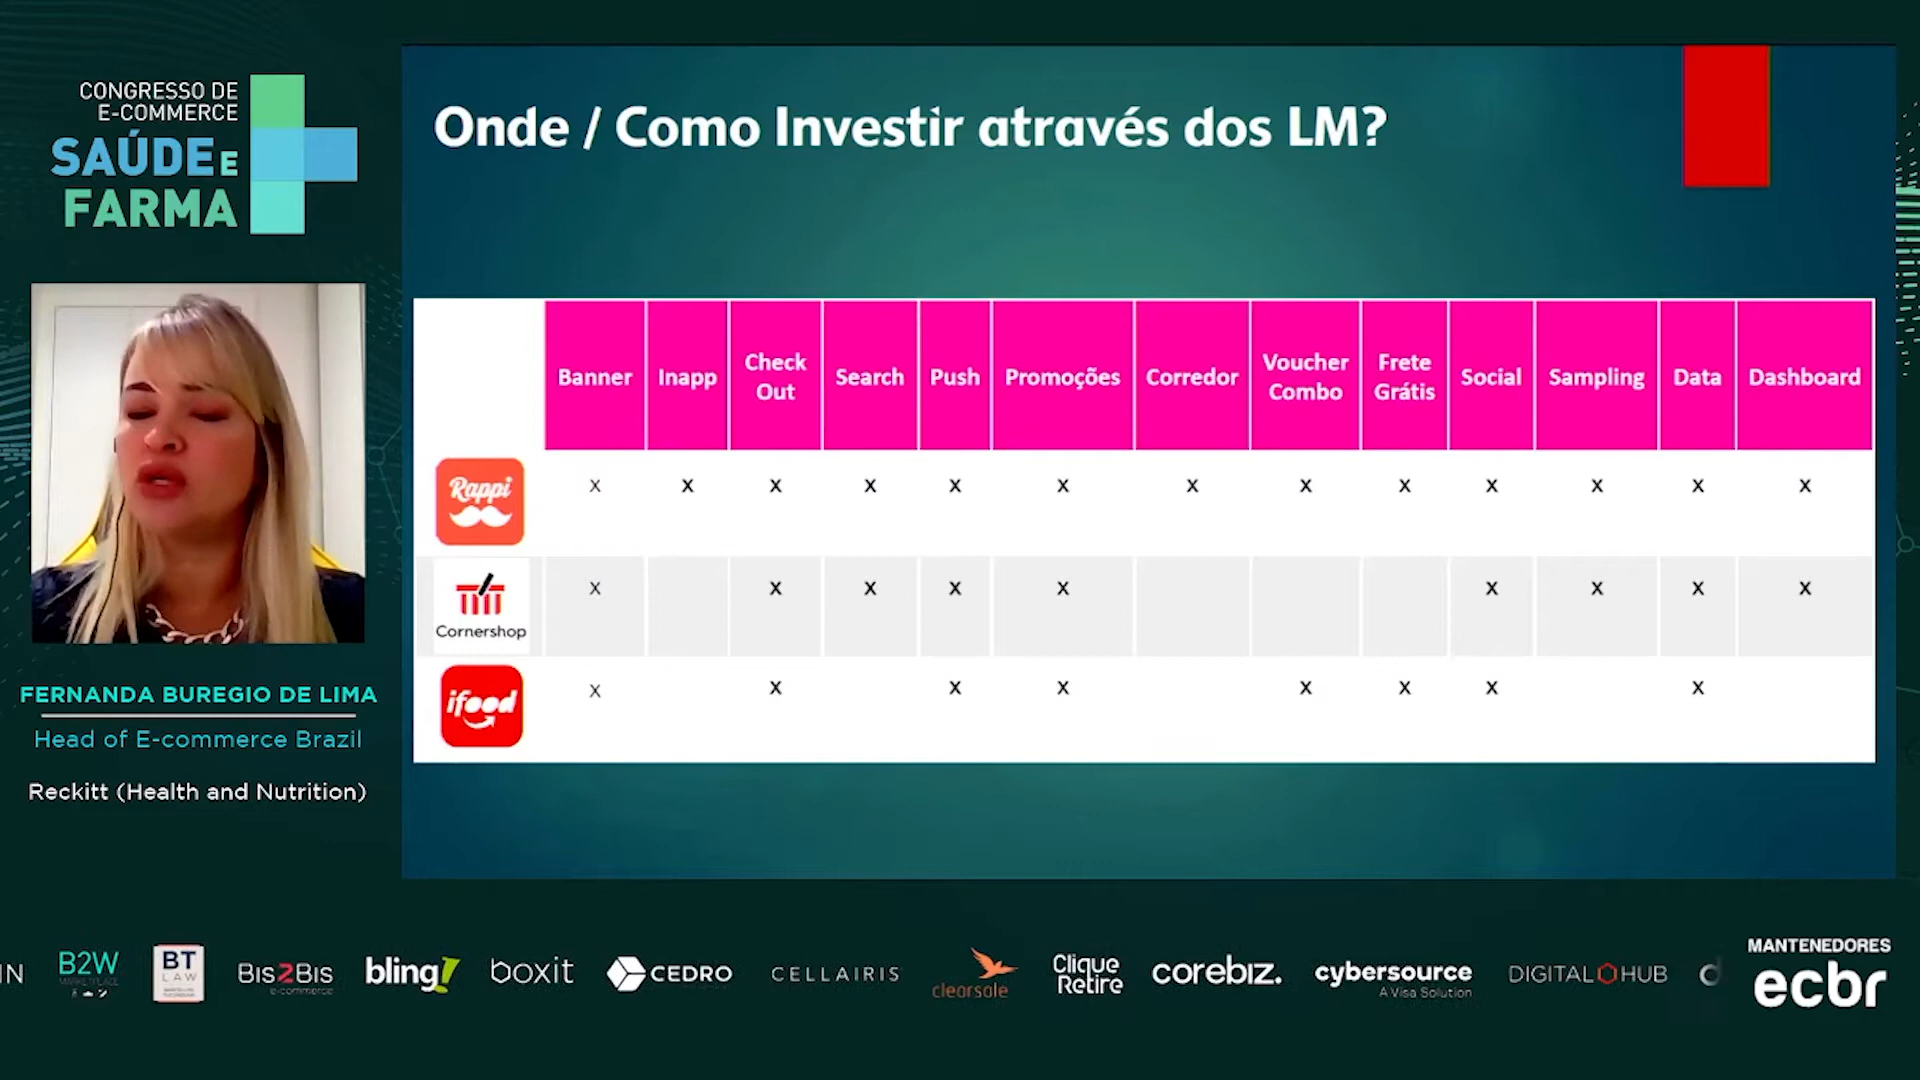 CONGRESSO DE
E-COMMERCE
SAÚDE E
FARMA
FERNANDA BUREGIO DE LIMA
Head of E-commerce Brazil
Reckitt (Health and Nutrition)
Onde / Como Investir através dos LM?
Banner Inapp Check Out Search Push Promoções Corredor Voucher Combo Frete Grátis Social Sampling Data Dashboard
Rappi x x x x x x x x x x x x x
Cornershop x x x x x x x x x
ifood x x x x x x x x
IN
B2W
BT
LAW
BIS2BIS
e-commerce
bling!
boxit
CEDRO
CELLAIRIS
clearsale
Clique
Retire
corebiz.
cybersource
A Visa Solution
DIGITAL HUB
MANTENEDORES
ecbr